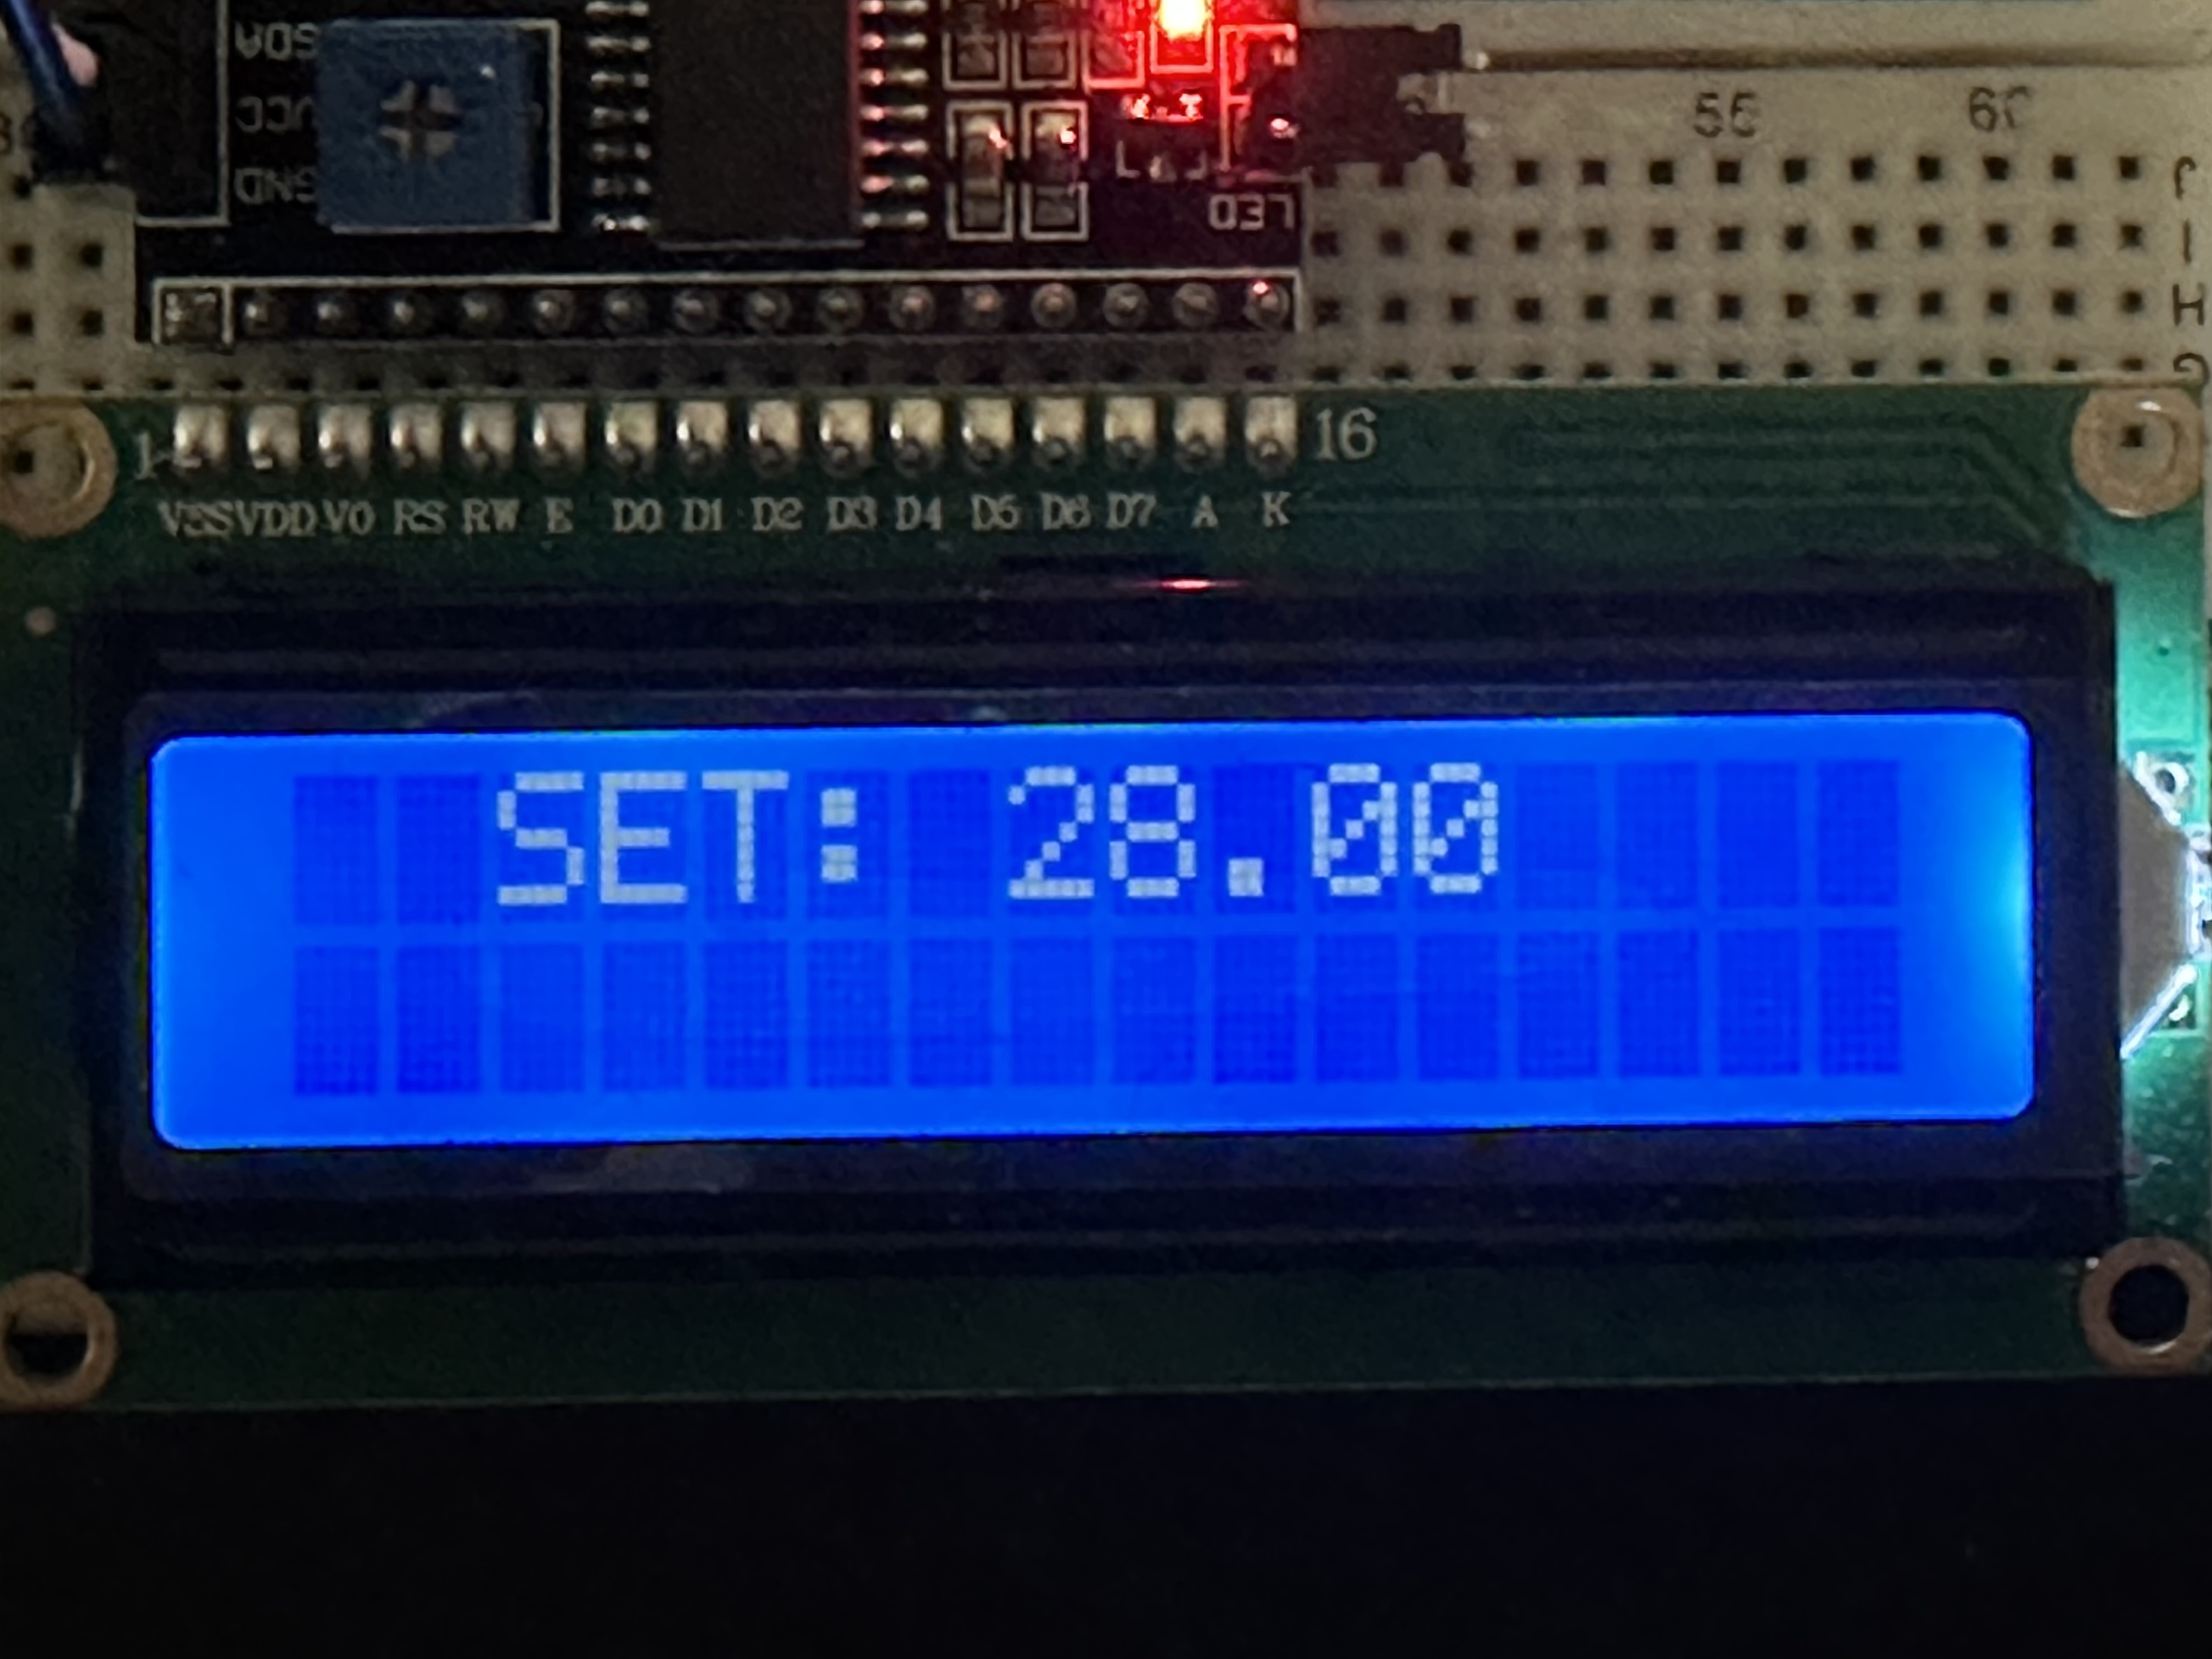 SDA
VCC
GND
LED
55
J
I
H
G
1
16
VSS VDD V0 RS RW E D0 D1 D2 D3 D4 D5 D6 D7 A K
SET: 28.00